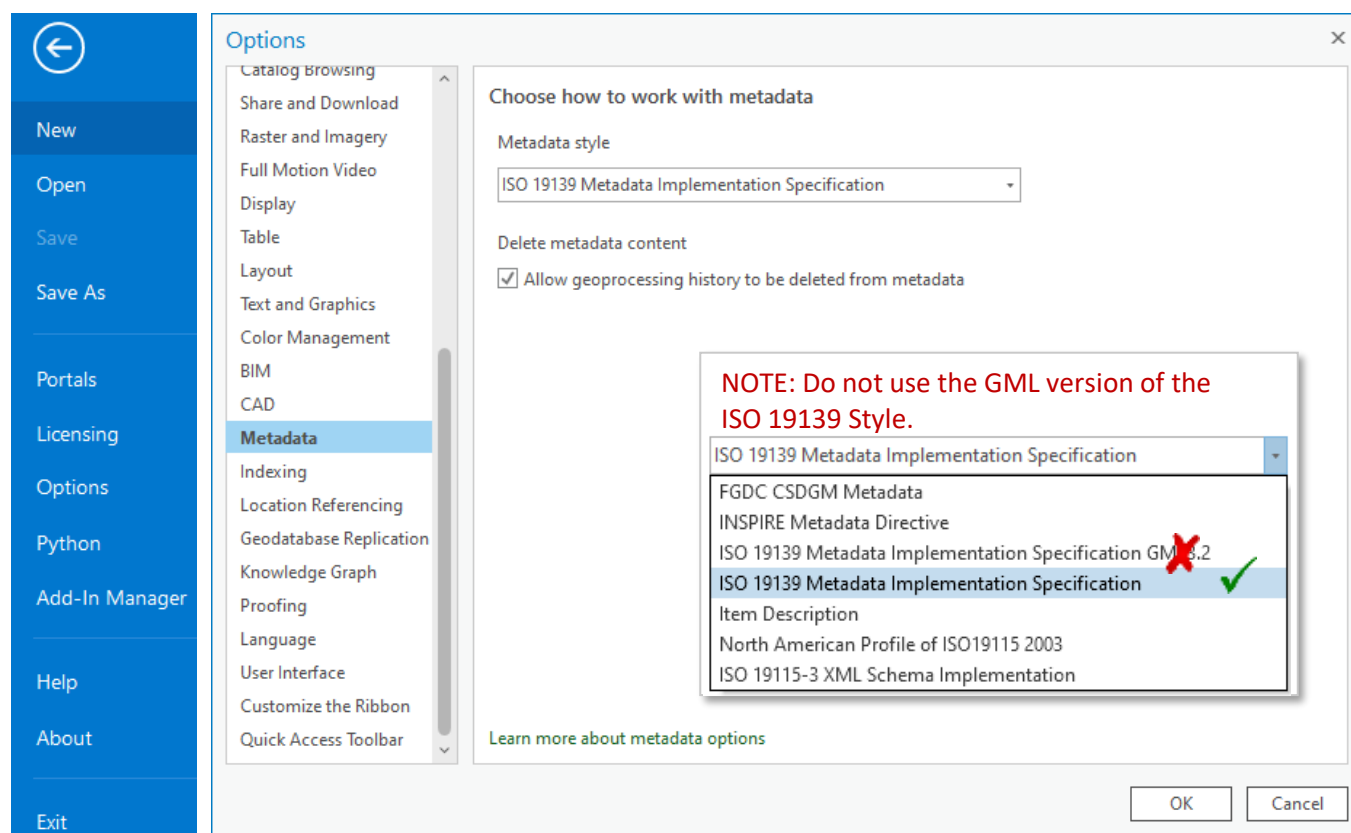 New
Open
Save
Save As
Portals
Licensing
Options
Python
Add-In Manager
Help
About
Exit
Options
Catalog Browsing
Share and Download
Raster and Imagery
Full Motion Video
Display
Table
Layout
Text and Graphics
Color Management
BIM
CAD
Metadata
Indexing
Location Referencing
Geodatabase Replication
Knowledge Graph
Proofing
Language
User Interface
Customize the Ribbon
Quick Access Toolbar
Choose how to work with metadata
Metadata style
ISO 19139 Metadata Implementation Specification
Delete metadata content
Allow geoprocessing history to be deleted from metadata
NOTE: Do not use the GML version of the
ISO 19139 Style.
ISO 19139 Metadata Implementation Specification
FGDC CSDGM Metadata
INSPIRE Metadata Directive
ISO 19139 Metadata Implementation Specification
ISO 19139 Metadata Implementation Specification
Item Description
North American Profile of ISO19115 2003
ISO 19115-3 XML Schema Implementation
Learn more about metadata options
OK
Cancel